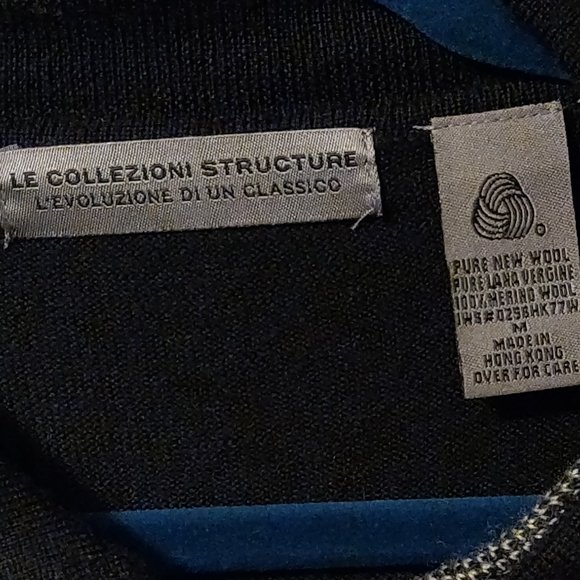 LE COLLEZIONI STRUCTURE
L'EVOLUZIONE DI UN CLASSICO
PURE NEW WOOL
PURE LANA VERGINE
100% MERINO WOOL
M
MADE IN
HONG KONG
OVER FOR CARE